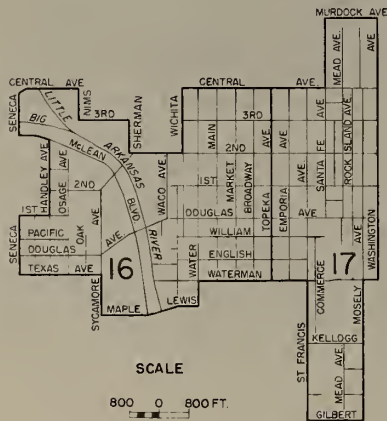 MURDOCK AVE
CENTRAL AVE
CENTRAL AVE.
MEAD AVE
AVE
SENECA
BIG
LITTLE
ARKANSAS
RIVER
NIMS
3RD
SHERMAN
WICHITA
3RD
MAIN
2ND
SANTA FE
ROCK ISLAND AVE
McLEAN
BLVD.
HANDLEY AVE
OSAGE AVE
2ND
WACO AVE
1ST
MARKET
BROADWAY
TOPEKA AVE
EMPORIA AVE
1ST
DOUGLAS AVE
SENECA
PACIFIC
DOUGLAS AVE
OAK
AVE
TEXAS AVE
16
WILLIAM
ENGLISH
WATERMAN
WATER
17
COMMERCE
AVE
MOSELY
WASHINGTON
SYCAMORE
MAPLE
LEWIS
ST FRANCIS
KELLOGG
MEAD AVE
GILBERT
SCALE
800 0 800 FT.